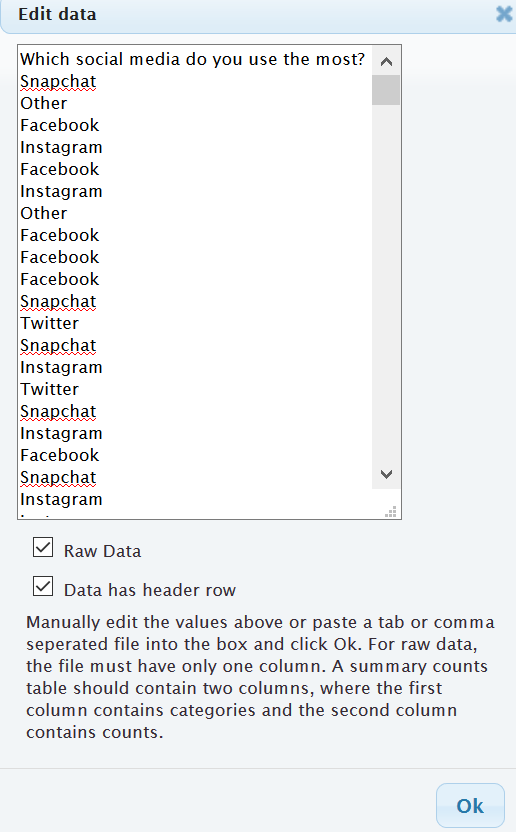 Edit data
Which social media do you use the most?
Snapchat
Other
Facebook
Instagram
Facebook
Instagram
Other
Facebook
Facebook
Facebook
Snapchat
Twitter
Snapchat
Instagram
Twitter
Snapchat
Instagram
Facebook
Snapchat
Instagram
Raw Data
Data has header row
Manually edit the values above or paste a tab or comma
seperated file into the box and click Ok. For raw data,
the file must have only one column. A summary counts
table should contain two columns, where the first
column contains categories and the second column
contains counts.
Ok